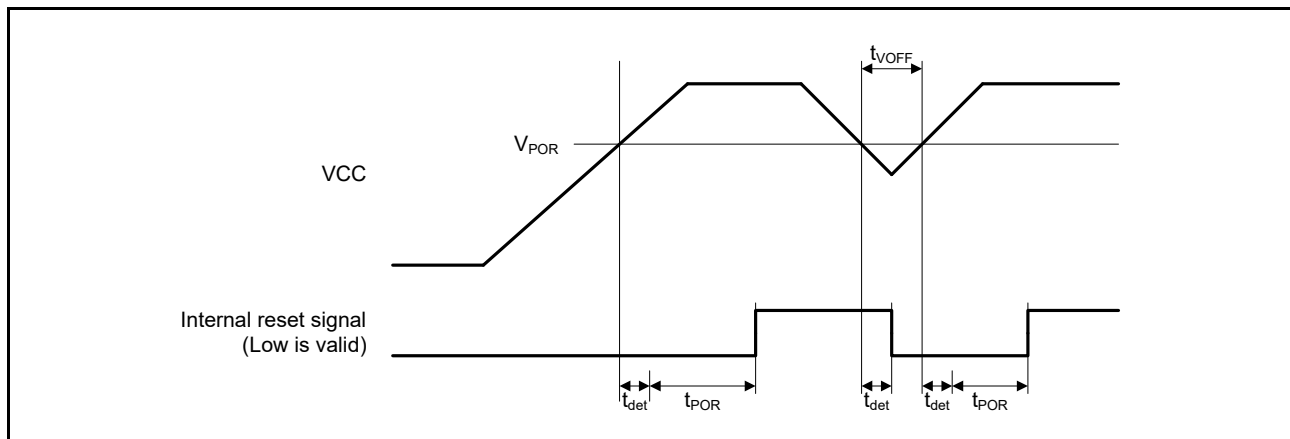 tVOFF
VPOR
VCC
Internal reset signal
(Low is valid)
tdet
tPOR
tdet
tdet
tPOR